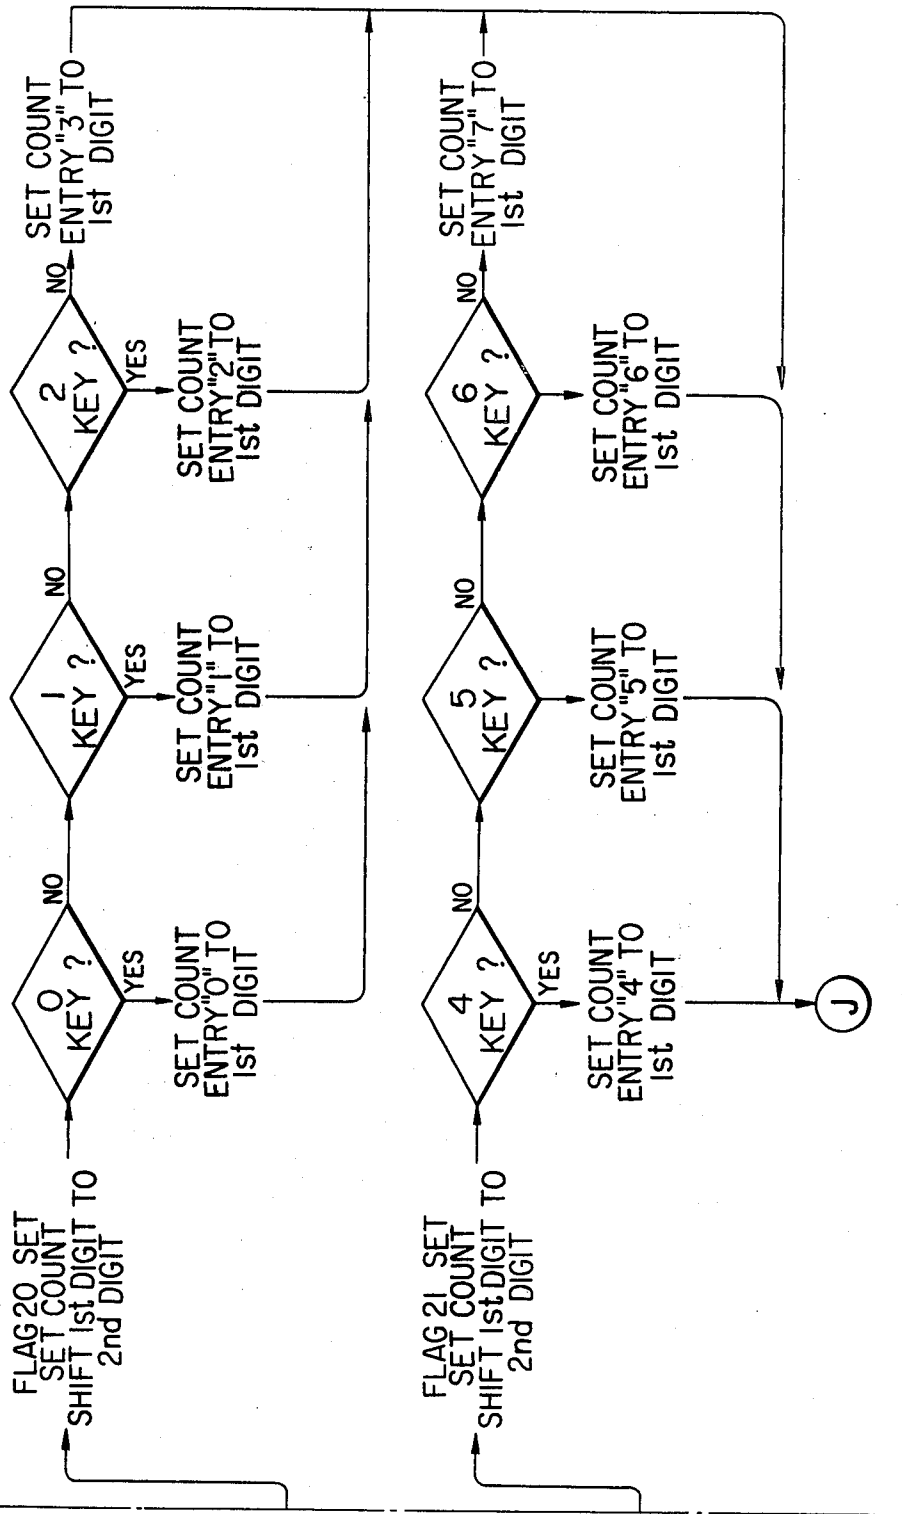 FLAG 20 SET
SET COUNT
SHIFT 1st DIGIT TO
2nd DIGIT
0
KEY ?
NO
YES
SET COUNT
ENTRY "0" TO
1st DIGIT
1
KEY ?
NO
YES
SET COUNT
ENTRY "1" TO
1st DIGIT
2
KEY ?
NO
YES
SET COUNT
ENTRY "2" TO
1st DIGIT
SET COUNT
ENTRY "3" TO
1st DIGIT
FLAG 21 SET
SET COUNT
SHIFT 1st DIGIT TO
2nd DIGIT
4
KEY ?
NO
YES
SET COUNT
ENTRY "4" TO
1st DIGIT
5
KEY ?
NO
SET COUNT
ENTRY "5" TO
1st DIGIT
6
KEY ?
NO
SET COUNT
ENTRY "6" TO
1st DIGIT
SET COUNT
ENTRY "7" TO
1st DIGIT
J